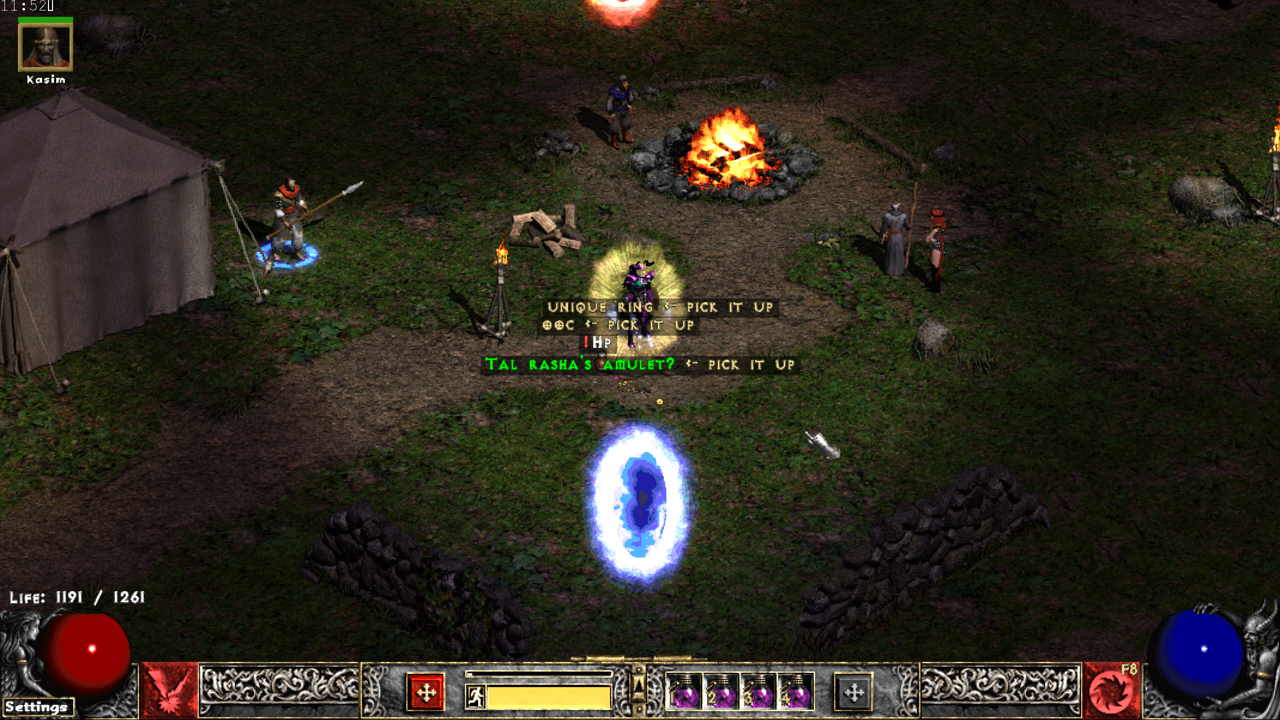 11:52
Kasim
UNIQUE RING <- PICK IT UP
<- PICK IT UP
HP
TAL RASHA'S AMULET? <- PICK IT UP
LIFE: 1191 / 1261
F8
Settings